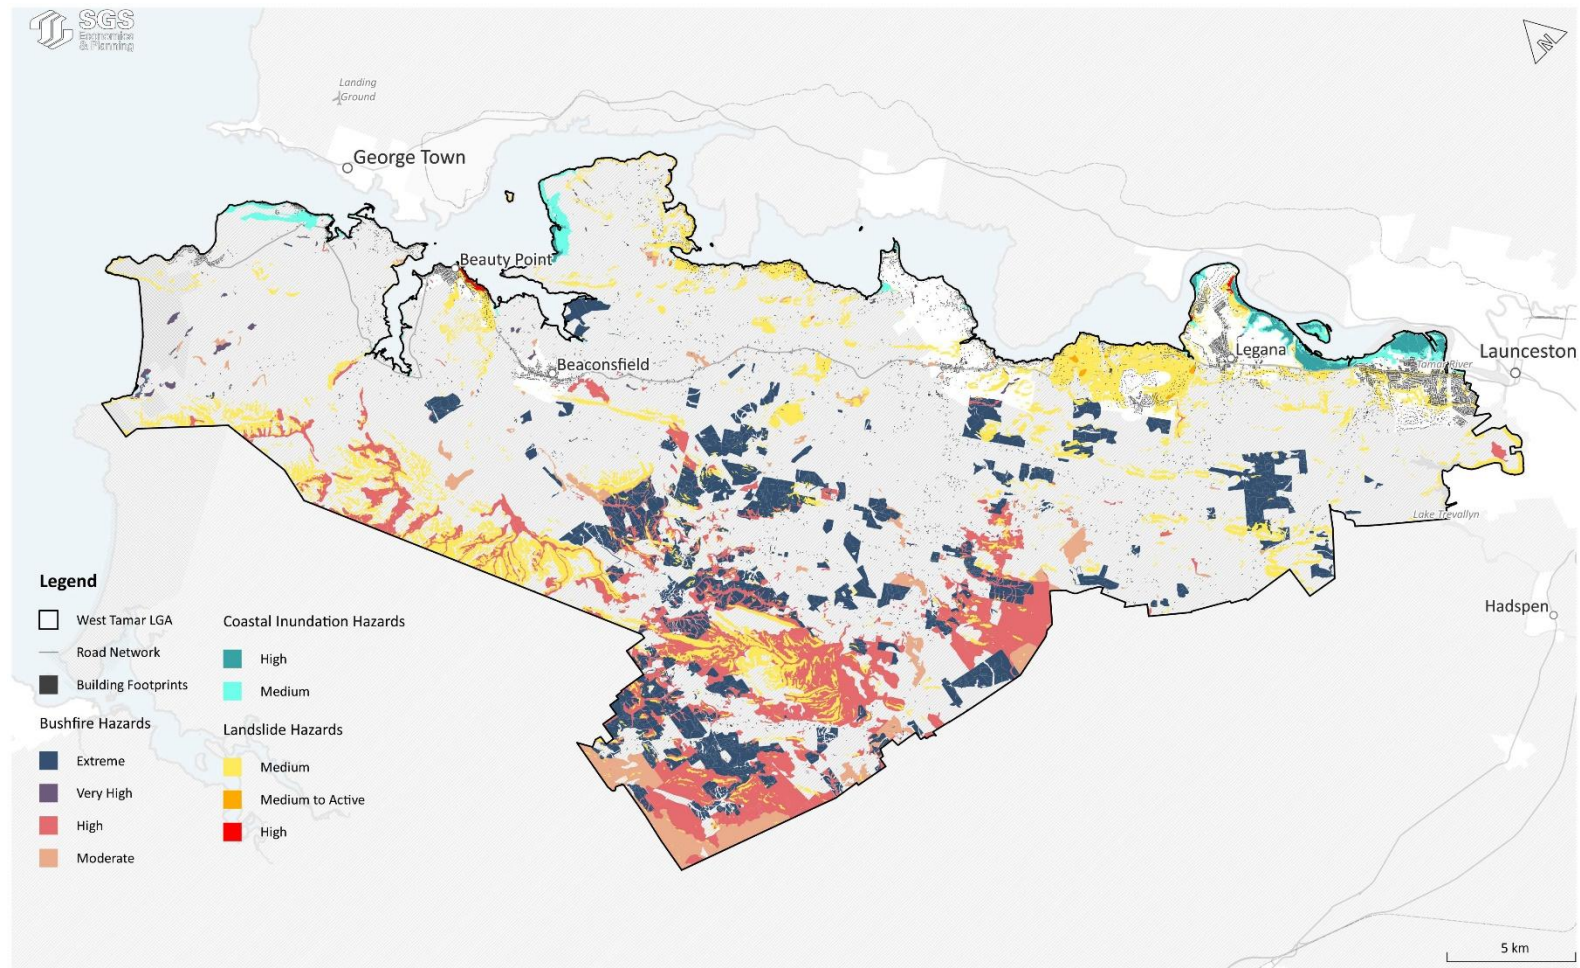 SGS
Economics
& Planning
N
Landing
Ground
George Town
Beauty Point
Beaconsfield
Legana
Launceston
Tamar River
Lake Trevallyn
Hadspen
Legend
West Tamar LGA
Road Network
Building Footprints
Bushfire Hazards
Extreme
Very High
High
Moderate
Coastal Inundation Hazards
High
Medium
Landslide Hazards
Medium
Medium to Active
High
5 km